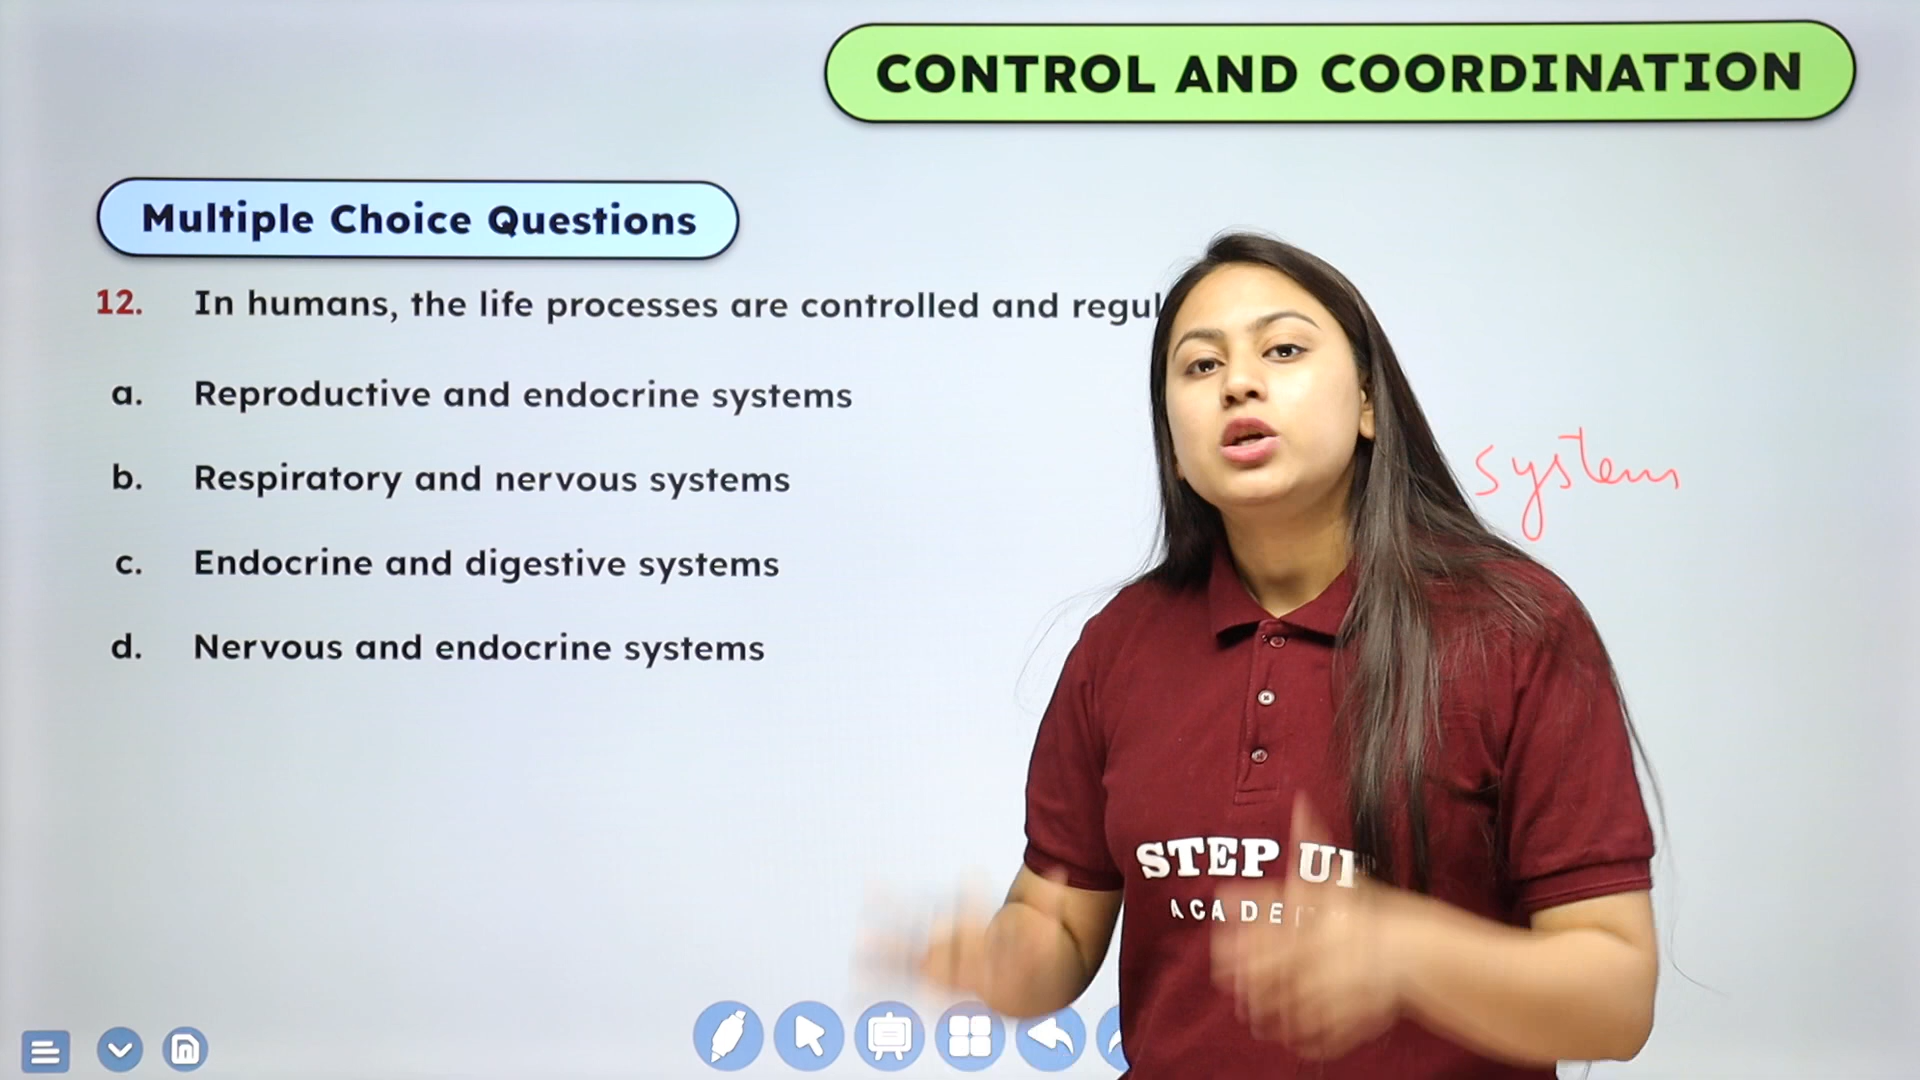 CONTROL AND COORDINATION
Multiple Choice Questions
12. In humans, the life processes are controlled and regul
a. Reproductive and endocrine systems
b. Respiratory and nervous systems
system
c. Endocrine and digestive systems
d. Nervous and endocrine systems
STEP UP
ACADE